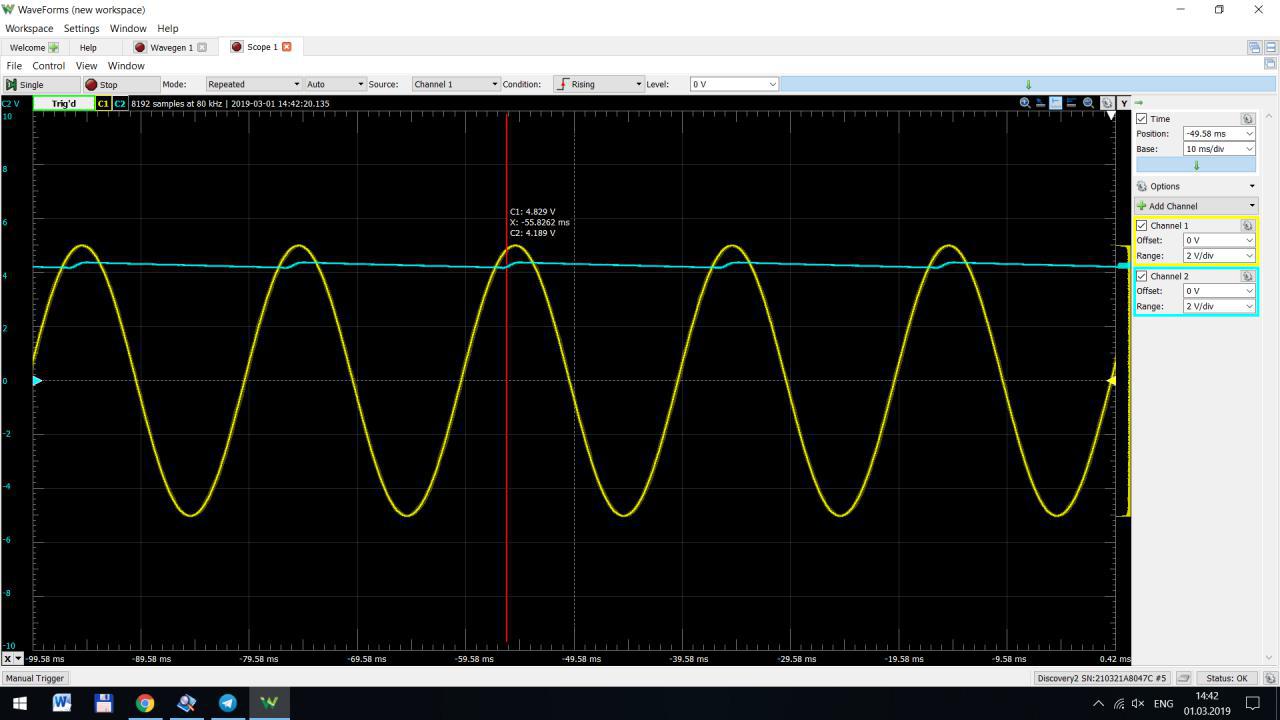 WaveForms (new workspace)
Workspace Settings Window Help
Welcome Help Wavegen 1 Scope 1
File Control View Window
Single Stop Mode: Repeated Auto Source: Channel 1 Condition: Rising Level: 0 V
C2 V Trig'd C1 C2 8192 samples at 80 kHz | 2019-03-01 14:42:20.135 Y
10
8
6
4
2
0
-2
-4
-6
-8
-10
C1: 4.829 V
X: -55.8262 ms
C2: 4.189 V
X -99.58 ms -89.58 ms -79.58 ms -69.58 ms -59.58 ms -49.58 ms -39.58 ms -29.58 ms -19.58 ms -9.58 ms 0.42 ms
Time
Position: -49.58 ms
Base: 10 ms/div
Options
Add Channel
Channel 1
Offset: 0 V
Range: 2 V/div
Channel 2
Offset: 0 V
Range: 2 V/div
Manual Trigger Discovery2 SN:210321A8047C #5 Status: OK
W ENG 14:42
01.03.2019